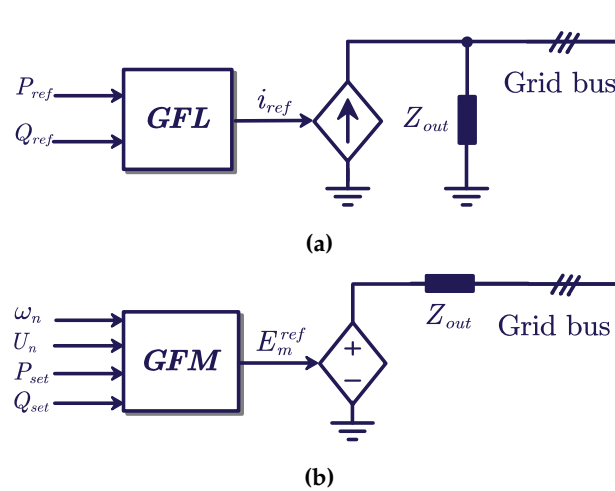 P_ref
GFL
i_ref
Q_ref
Z_out
Grid bus
(a)
ω_n
U_n
P_set
Q_set
GFM
E_m^ref
+
−
Z_out
Grid bus
(b)